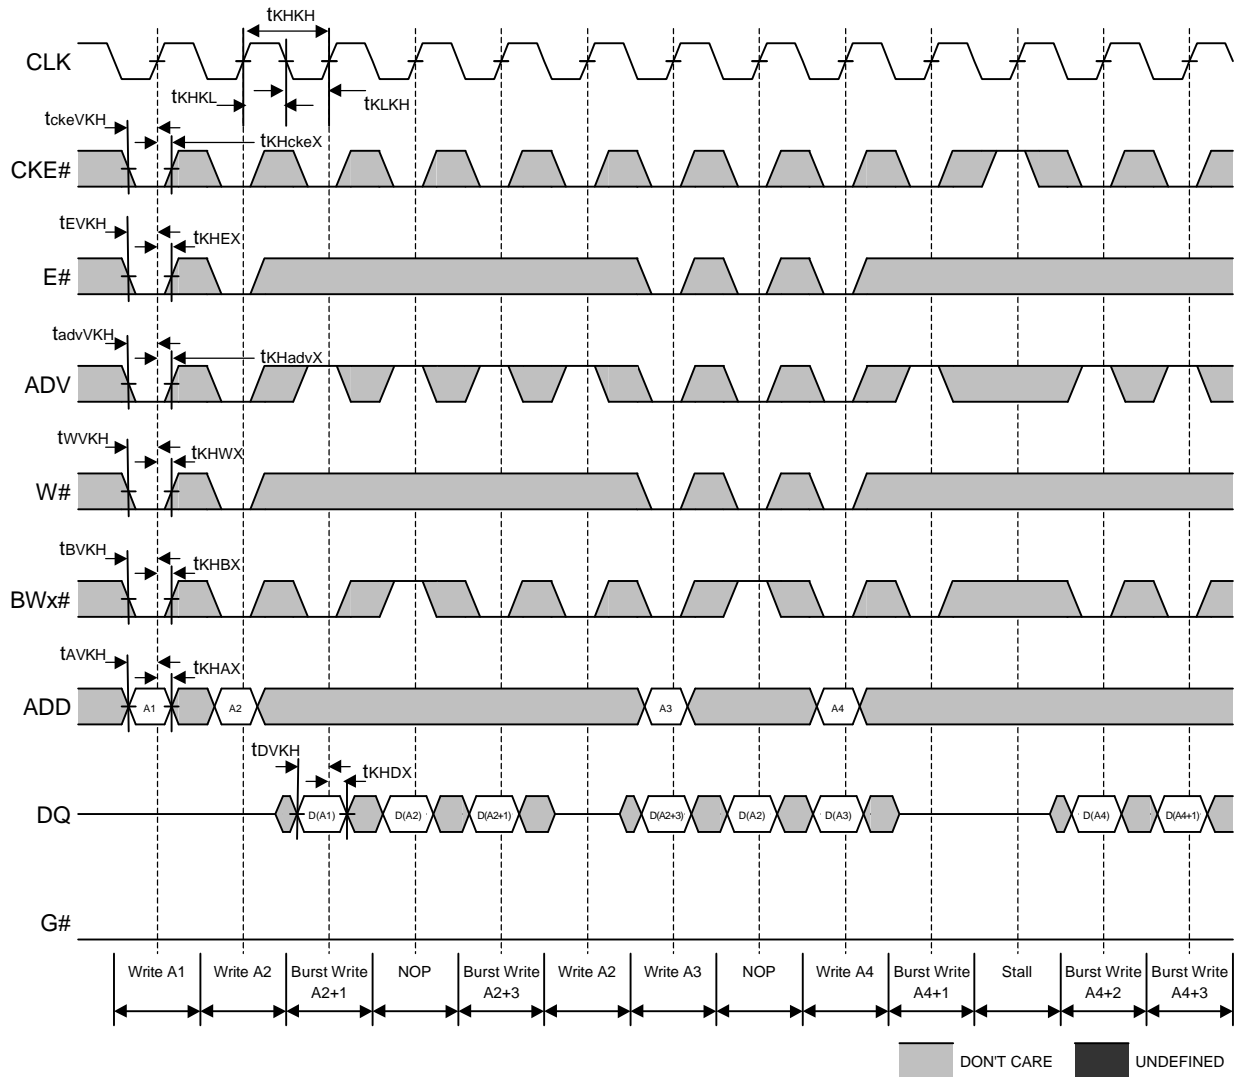 tKHKH
CLK
tKHKL
tKLKH
tckeVKH
tKHckeX
CKE#
tEVKH
tKHEX
E#
tadvVKH
tKHadvX
ADV
tWVKH
tKHWX
W#
tBVKH
tKHBX
BWx#
tAVKH
tKHAX
ADD A1 A2 A3 A4
tDVKH
tKHDX
DQ D(A1) D(A2) D(A2+1) D(A2+3) D(A2) D(A3) D(A4) D(A4+1)
G#
Write A1 Write A2 Burst Write NOP Burst Write Write A2 Write A3 NOP Write A4 Burst Write Stall Burst Write Burst Write
A2+1 A2+3 A4+1 A4+2 A4+3
DON'T CARE UNDEFINED